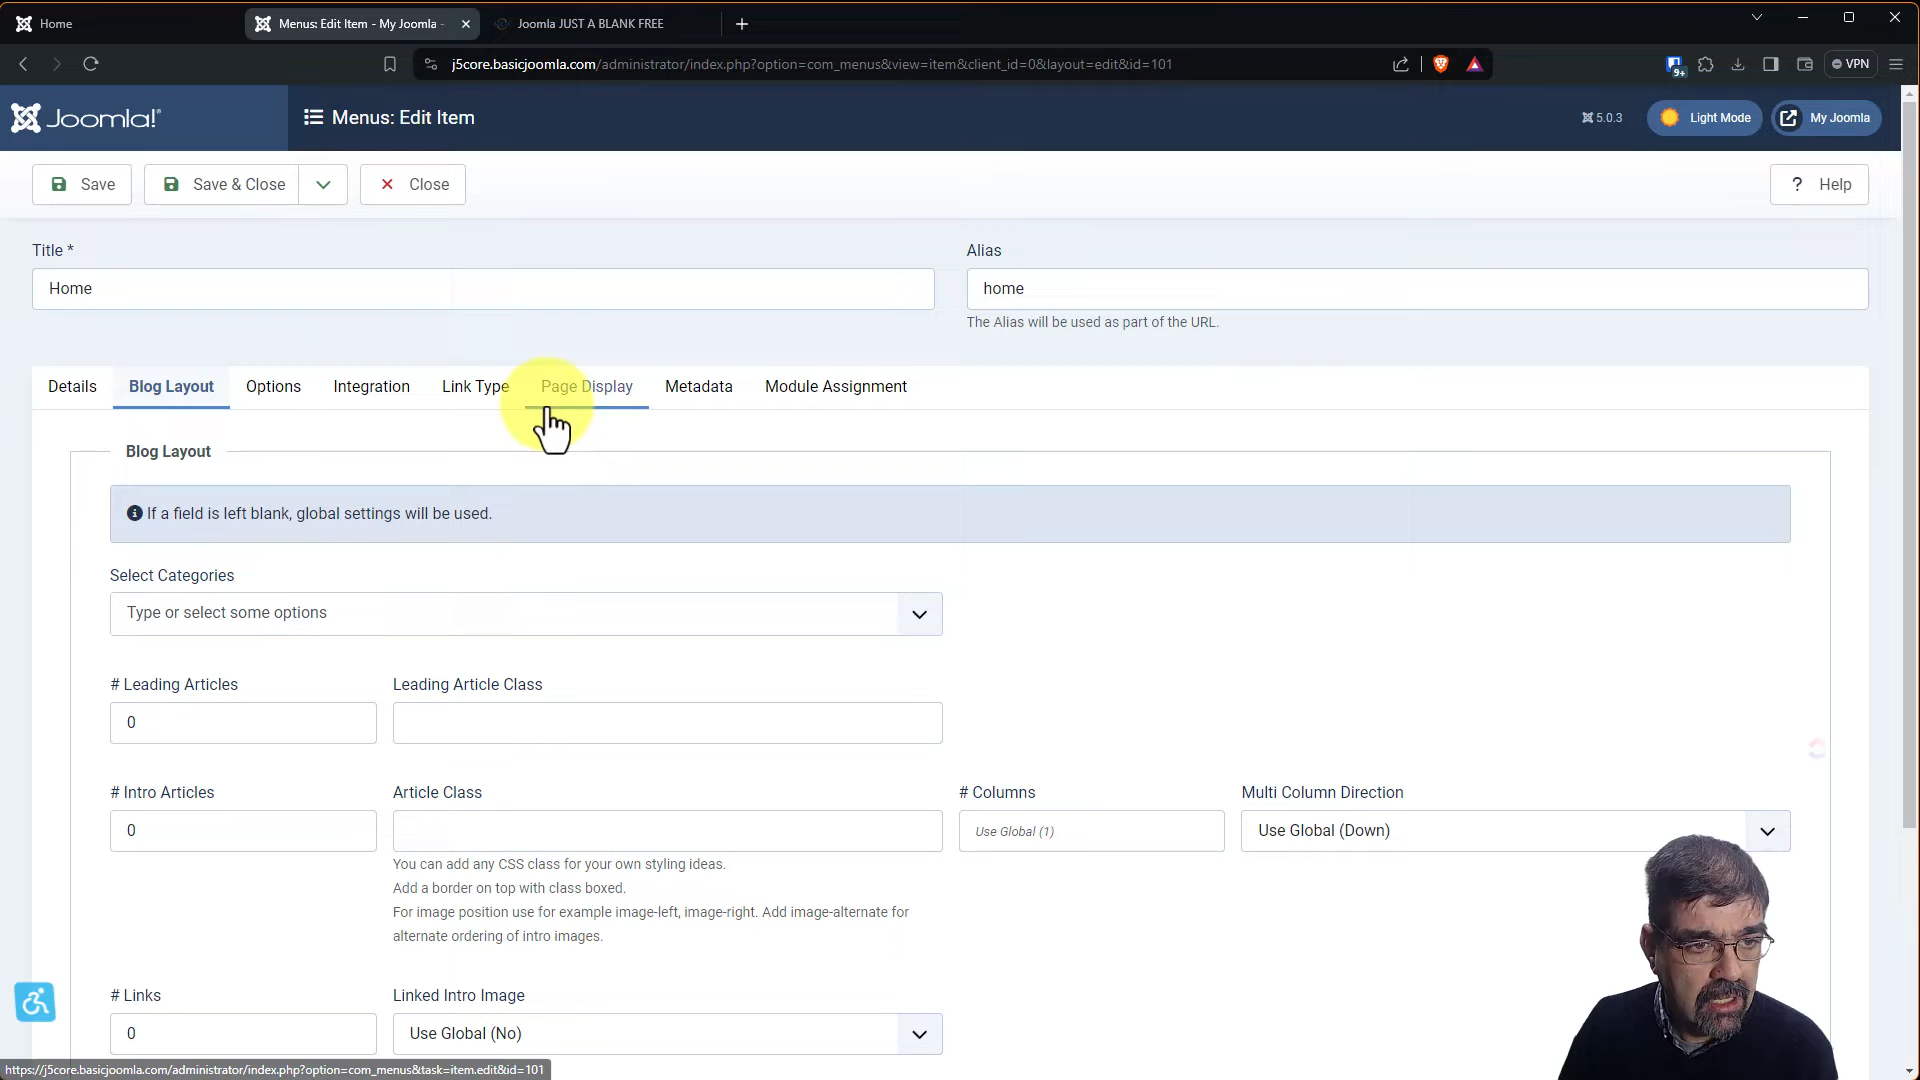 Home
Menus: Edit Item - My Joomla -
Joomla JUST A BLANK FREE
j5core.basicjoomla.com/administrator/index.php?option=com_menus&view=item&client_id=0&layout=edit&id=101
9+
VPN
Joomla!®
Menus: Edit Item
5.0.3
Light Mode
My Joomla
Save
Save & Close
Close
? Help
Title *
Alias
Home
home
The Alias will be used as part of the URL.
Details
Blog Layout
Options
Integration
Link Type
Page Display
Metadata
Module Assignment
Blog Layout
If a field is left blank, global settings will be used.
Select Categories
Type or select some options
# Leading Articles
Leading Article Class
0
# Intro Articles
Article Class
# Columns
Multi Column Direction
0
Use Global (1)
Use Global (Down)
You can add any CSS class for your own styling ideas.
Add a border on top with class boxed.
For image position use for example image-left, image-right. Add image-alternate for
alternate ordering of intro images.
# Links
Linked Intro Image
0
Use Global (No)
https://j5core.basicjoomla.com/administrator/index.php?option=com_menus&task=item.edit&id=101